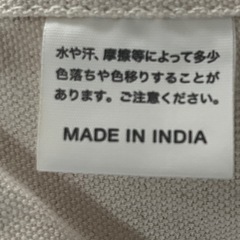 水や汗、摩擦等によって多少
色落ちや色移りすることが
あります。ご注意ください。
MADE IN INDIA